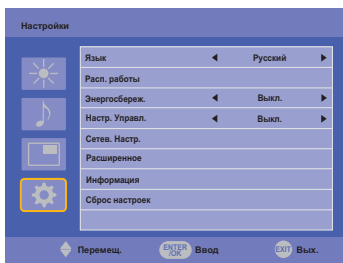 Настройки
Язык Русский
Расп. работы
Энергосбереж. Выкл.
Настр. Управл. Выкл.
Сетев. Настр.
Расширенное
Информация
Сброс настроек
Перемещ. ENTER /OK Ввод EXIT Вых.